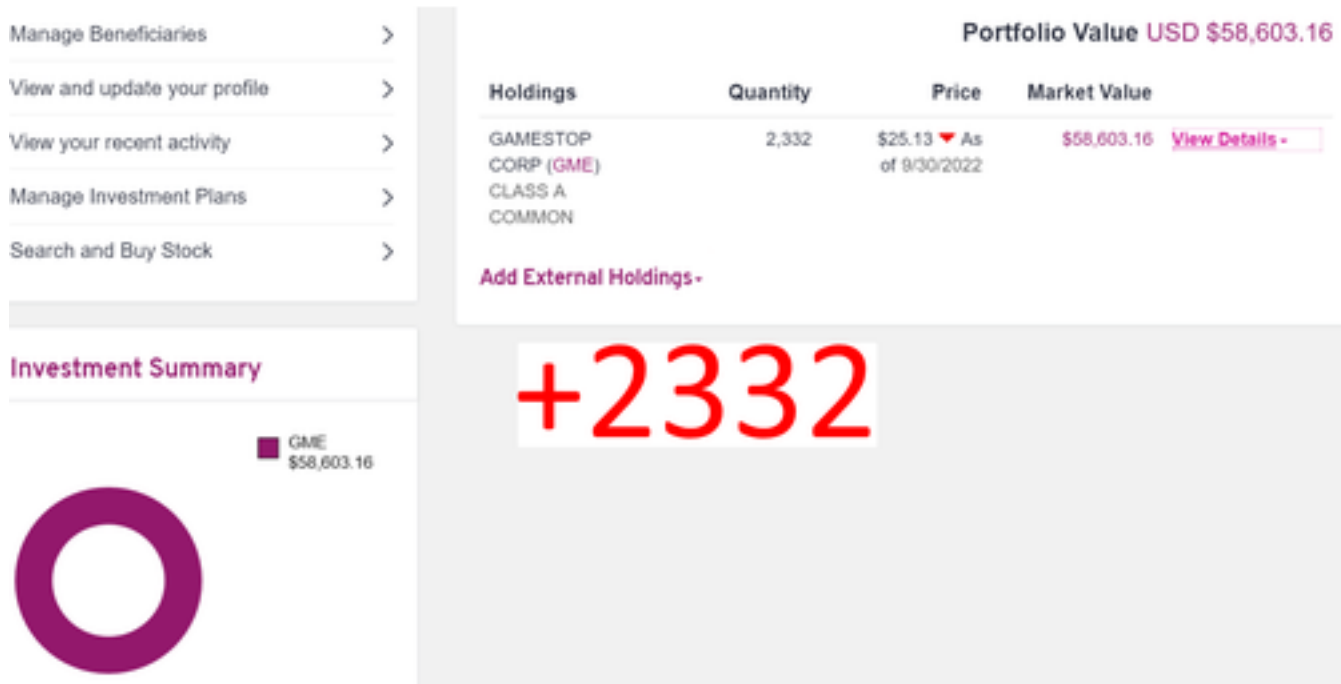 Manage Beneficiaries
View and update your profile
View your recent activity
Manage Investment Plans
Search and Buy Stock
Portfolio Value USD $58,603.16
Holdings Quantity Price Market Value
GAMESTOP 2,332 $25.13 ▼ As $58,603.16 View Details -
CORP (GME) of 9/30/2022
CLASS A
COMMON
Add External Holdings-
+2332
Investment Summary
GME
$58,603.16